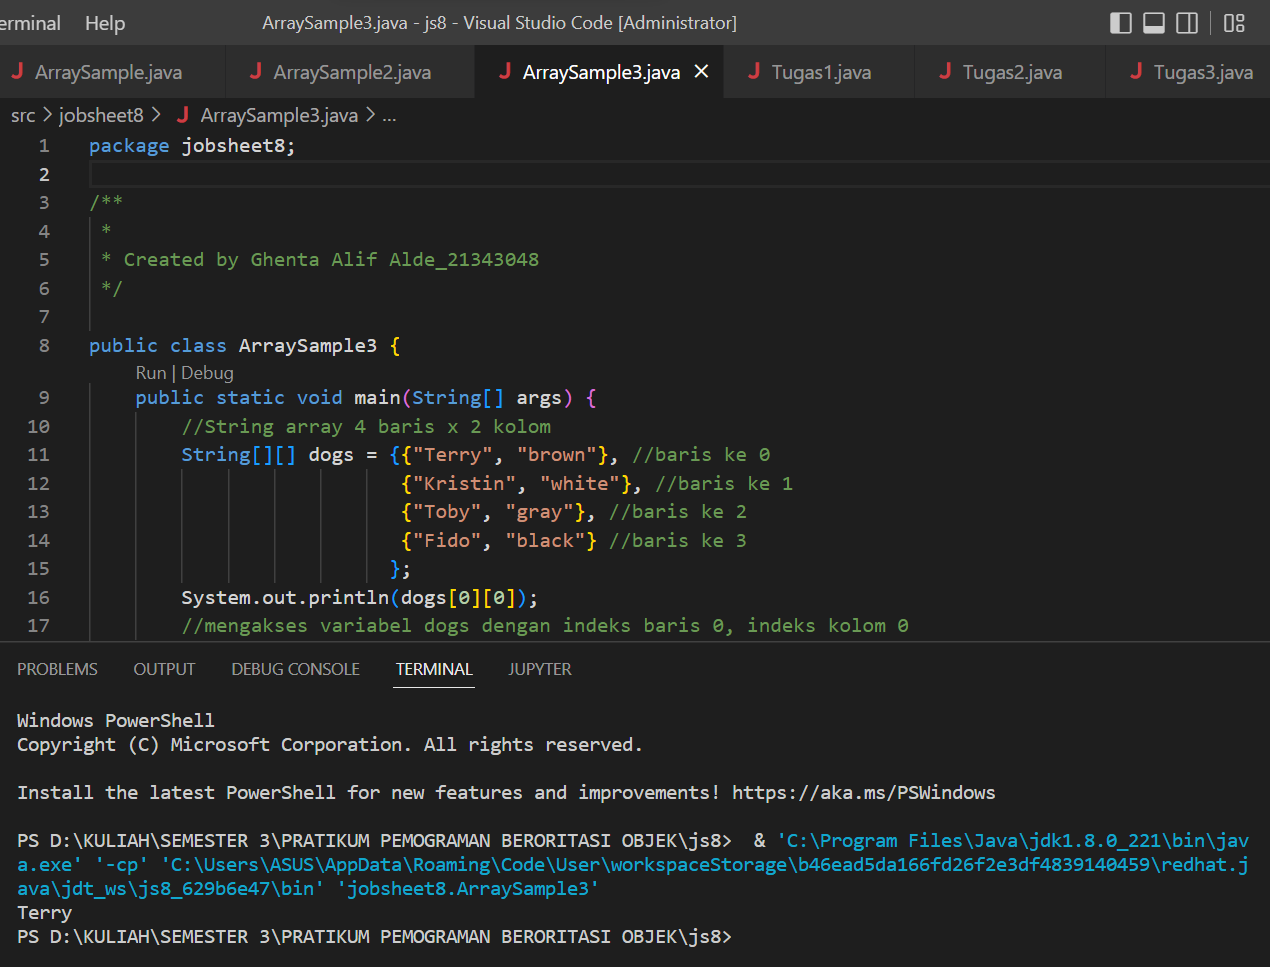 erminal Help ArraySample3.java - js8 - Visual Studio Code [Administrator]
ArraySample.java ArraySample2.java ArraySample3.java Tugas1.java Tugas2.java Tugas3.java
src > jobsheet8 > ArraySample3.java > ...
1 package jobsheet8;
2
3 /**
4 *
5 * Created by Ghenta Alif Alde_21343048
6 */
7
8 public class ArraySample3 {
Run | Debug
9 public static void main(String[] args) {
10 //String array 4 baris x 2 kolom
11 String[][] dogs = {{"Terry", "brown"}, //baris ke 0
12 {"Kristin", "white"}, //baris ke 1
13 {"Toby", "gray"}, //baris ke 2
14 {"Fido", "black"} //baris ke 3
15 };
16 System.out.println(dogs[0][0]);
17 //mengakses variabel dogs dengan indeks baris 0, indeks kolom 0
PROBLEMS OUTPUT DEBUG CONSOLE TERMINAL JUPYTER
Windows PowerShell
Copyright (C) Microsoft Corporation. All rights reserved.
Install the latest PowerShell for new features and improvements! https://aka.ms/PSWindows
PS D:\KULIAH\SEMESTER 3\PRATIKUM PEMOGRAMAN BERORITASI OBJEK\js8> & 'C:\Program Files\Java\jdk1.8.0_221\bin\jav
a.exe' '-cp' 'C:\Users\ASUS\AppData\Roaming\Code\User\workspaceStorage\b46ead5da166fd26f2e3df4839140459\redhat.j
ava\jdt_ws\js8_629b6e47\bin' 'jobsheet8.ArraySample3'
Terry
PS D:\KULIAH\SEMESTER 3\PRATIKUM PEMOGRAMAN BERORITASI OBJEK\js8>